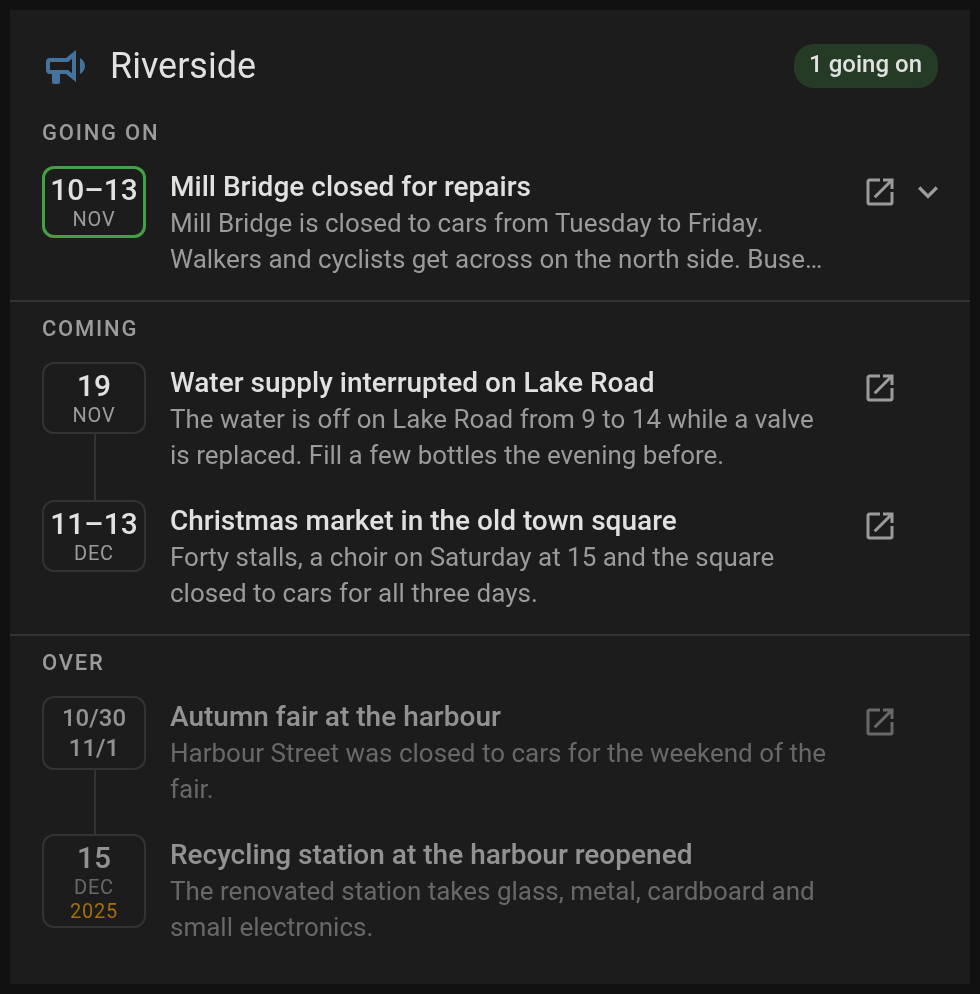 Riverside
1 going on
GOING ON
10–13
NOV
Mill Bridge closed for repairs
Mill Bridge is closed to cars from Tuesday to Friday.
Walkers and cyclists get across on the north side. Buse…
COMING
19
NOV
Water supply interrupted on Lake Road
The water is off on Lake Road from 9 to 14 while a valve
is replaced. Fill a few bottles the evening before.
11–13
DEC
Christmas market in the old town square
Forty stalls, a choir on Saturday at 15 and the square
closed to cars for all three days.
OVER
10/30
11/1
Autumn fair at the harbour
Harbour Street was closed to cars for the weekend of the
fair.
15
DEC
2025
Recycling station at the harbour reopened
The renovated station takes glass, metal, cardboard and
small electronics.